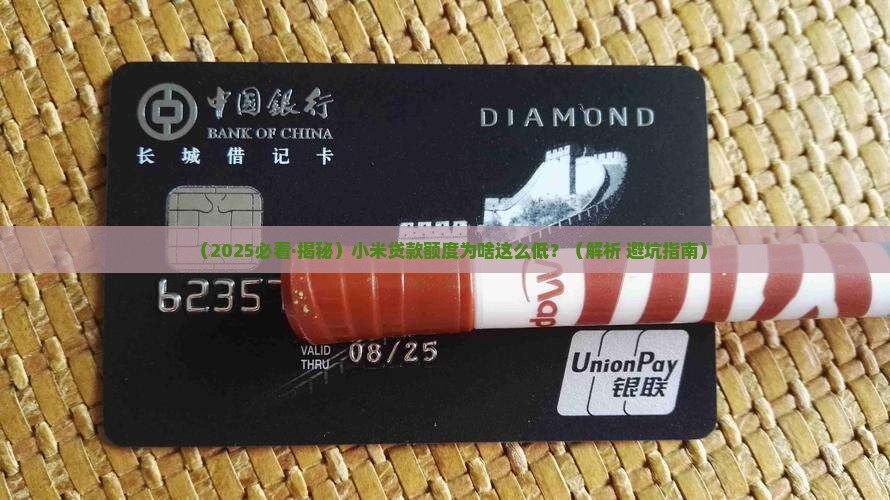 中国銀行
BANK OF CHINA
长城借记卡
DIAMOND
（2025必看·揭秘）小米贷款额度为啥这么低？（解析 避坑指南）
6235
VALID
THRU
08/25
UnionPay
银联